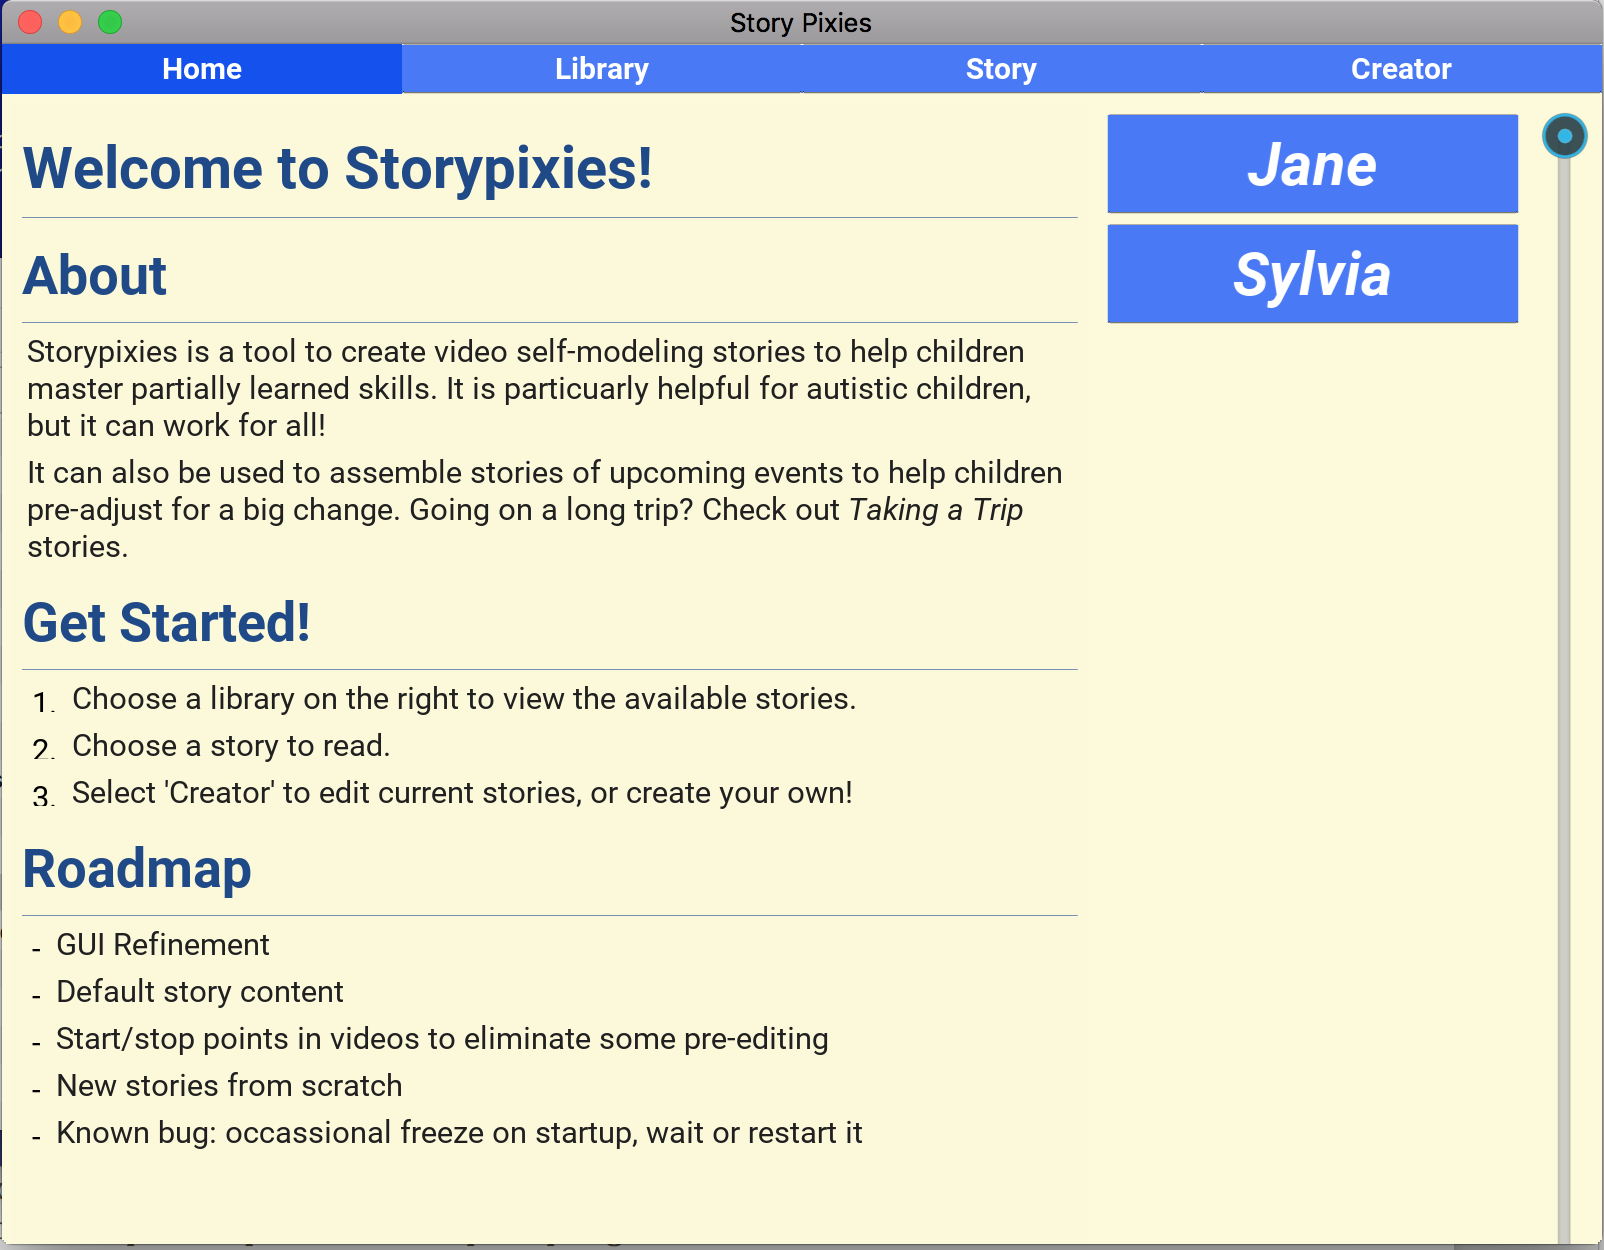 Story Pixies
Home Library Story Creator
Welcome to Storypixies!
About
Storypixies is a tool to create video self-modeling stories to help children
master partially learned skills. It is particuarly helpful for autistic children,
but it can work for all!
It can also be used to assemble stories of upcoming events to help children
pre-adjust for a big change. Going on a long trip? Check out Taking a Trip
stories.
Get Started!
1. Choose a library on the right to view the available stories.
2. Choose a story to read.
3. Select 'Creator' to edit current stories, or create your own!
Roadmap
- GUI Refinement
- Default story content
- Start/stop points in videos to eliminate some pre-editing
- New stories from scratch
- Known bug: occassional freeze on startup, wait or restart it
Jane
Sylvia